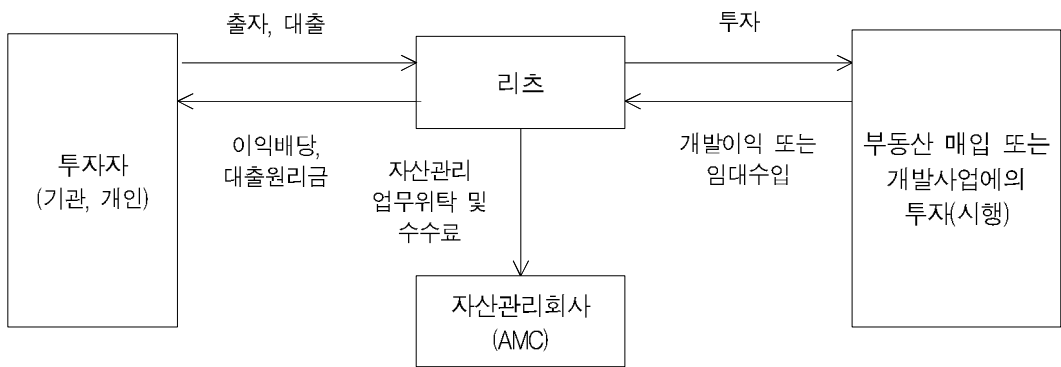 출자, 대출
투자
리츠
투자자
(기관, 개인)
이익배당,
대출원리금
자산관리
업무위탁 및
수수료
개발이익 또는
임대수입
부동산 매입 또는
개발사업에의
투자(시행)
자산관리회사
(AMC)